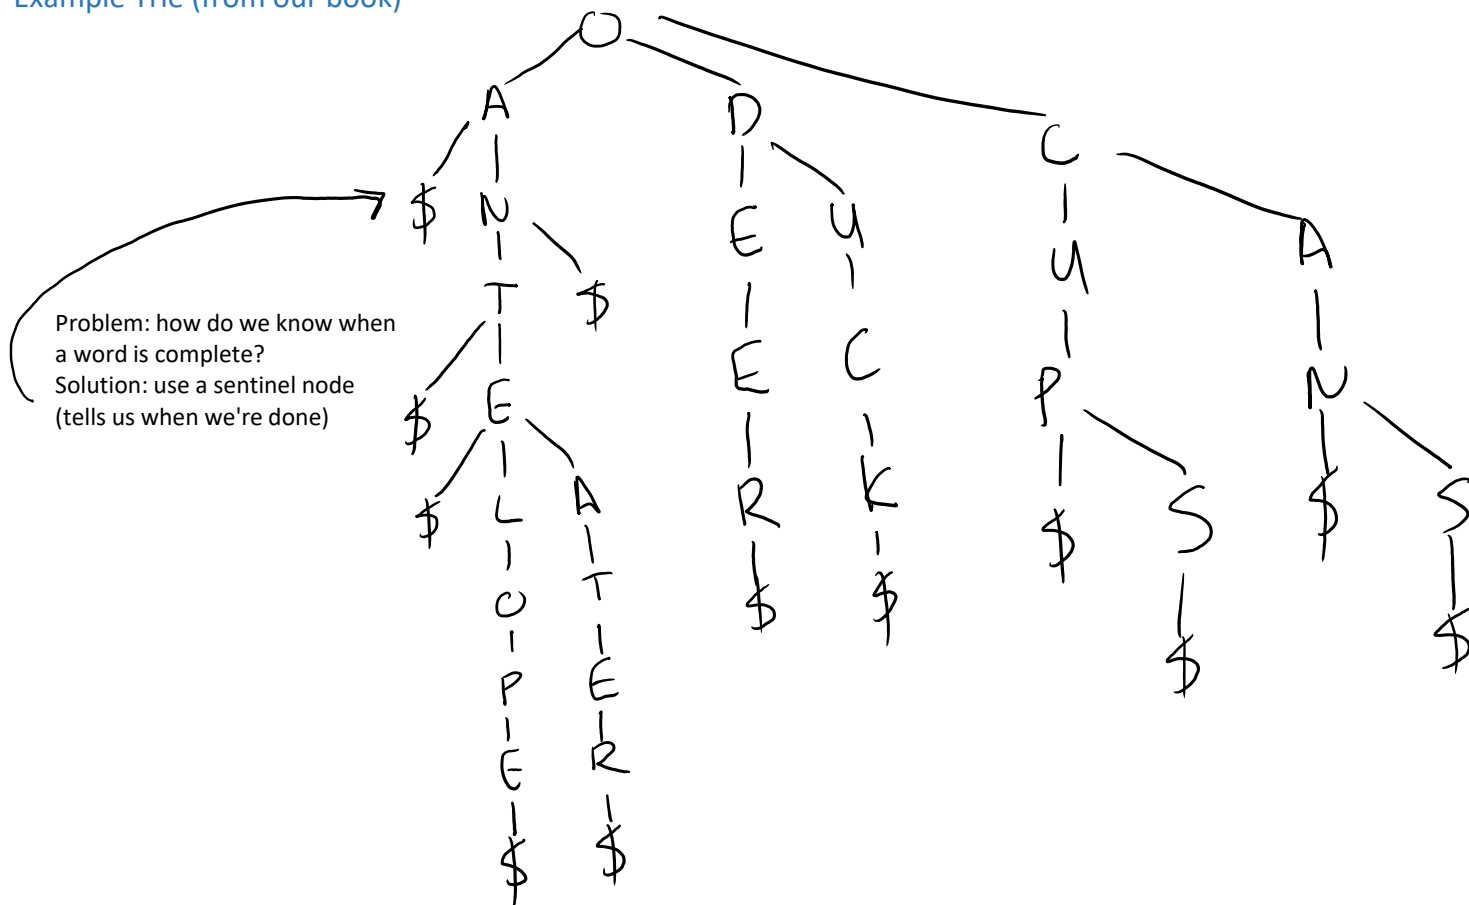 Example Trie (from our book)
A D C
$ N E U U A
T $
Problem: how do we know when
a word is complete?
Solution: use a sentinel node
(tells us when we're done)
E C P N
$ E
$ L A R K $ S $ S
O T $ $ $ $
P E
E R
$ $